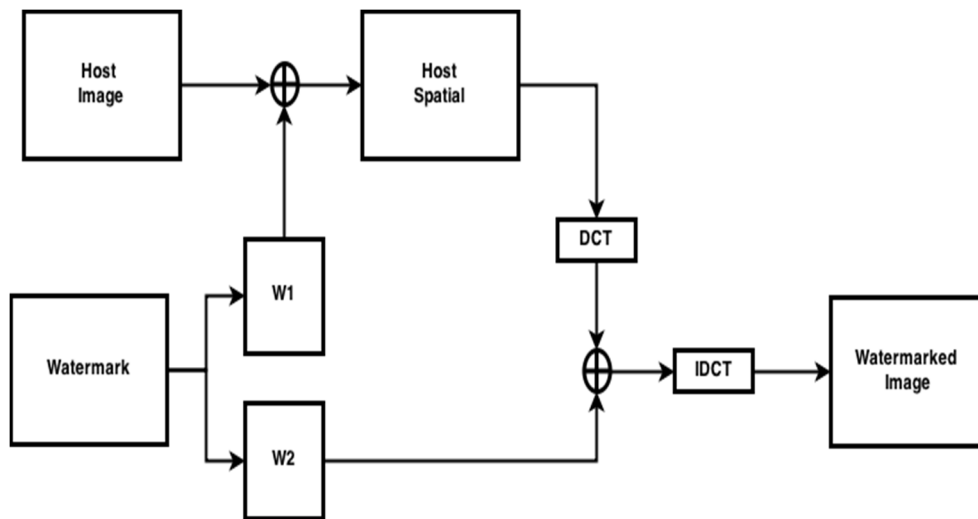 Host
Image
Host
Spatial
DCT
W1
Watermark
IDCT
Watermarked
Image
W2